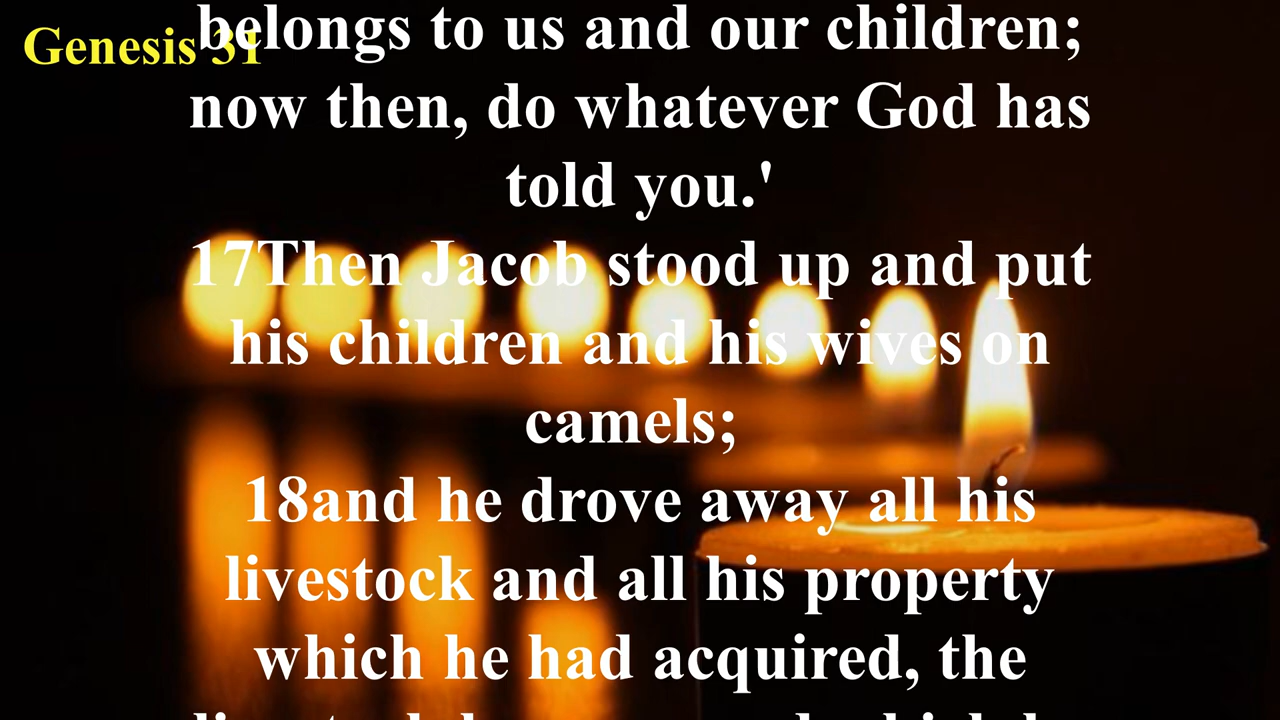 Genesis 31
belongs to us and our children;
now then, do whatever God has
told you.'
17Then Jacob stood up and put
his children and his wives on
camels;
18and he drove away all his
livestock and all his property
which he had acquired, the